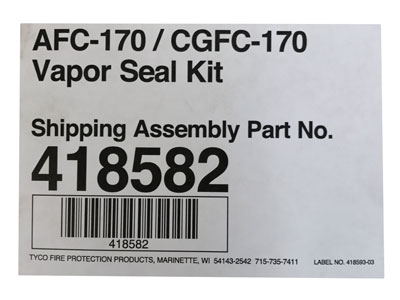 AFC-170 / CGFC-170
Vapor Seal Kit
Shipping Assembly Part No.
418582
418582
TYCO FIRE PROTECTION PRODUCTS, MARINETTE, WI 54143-2542 715-735-7411 LABEL NO. 418593-03